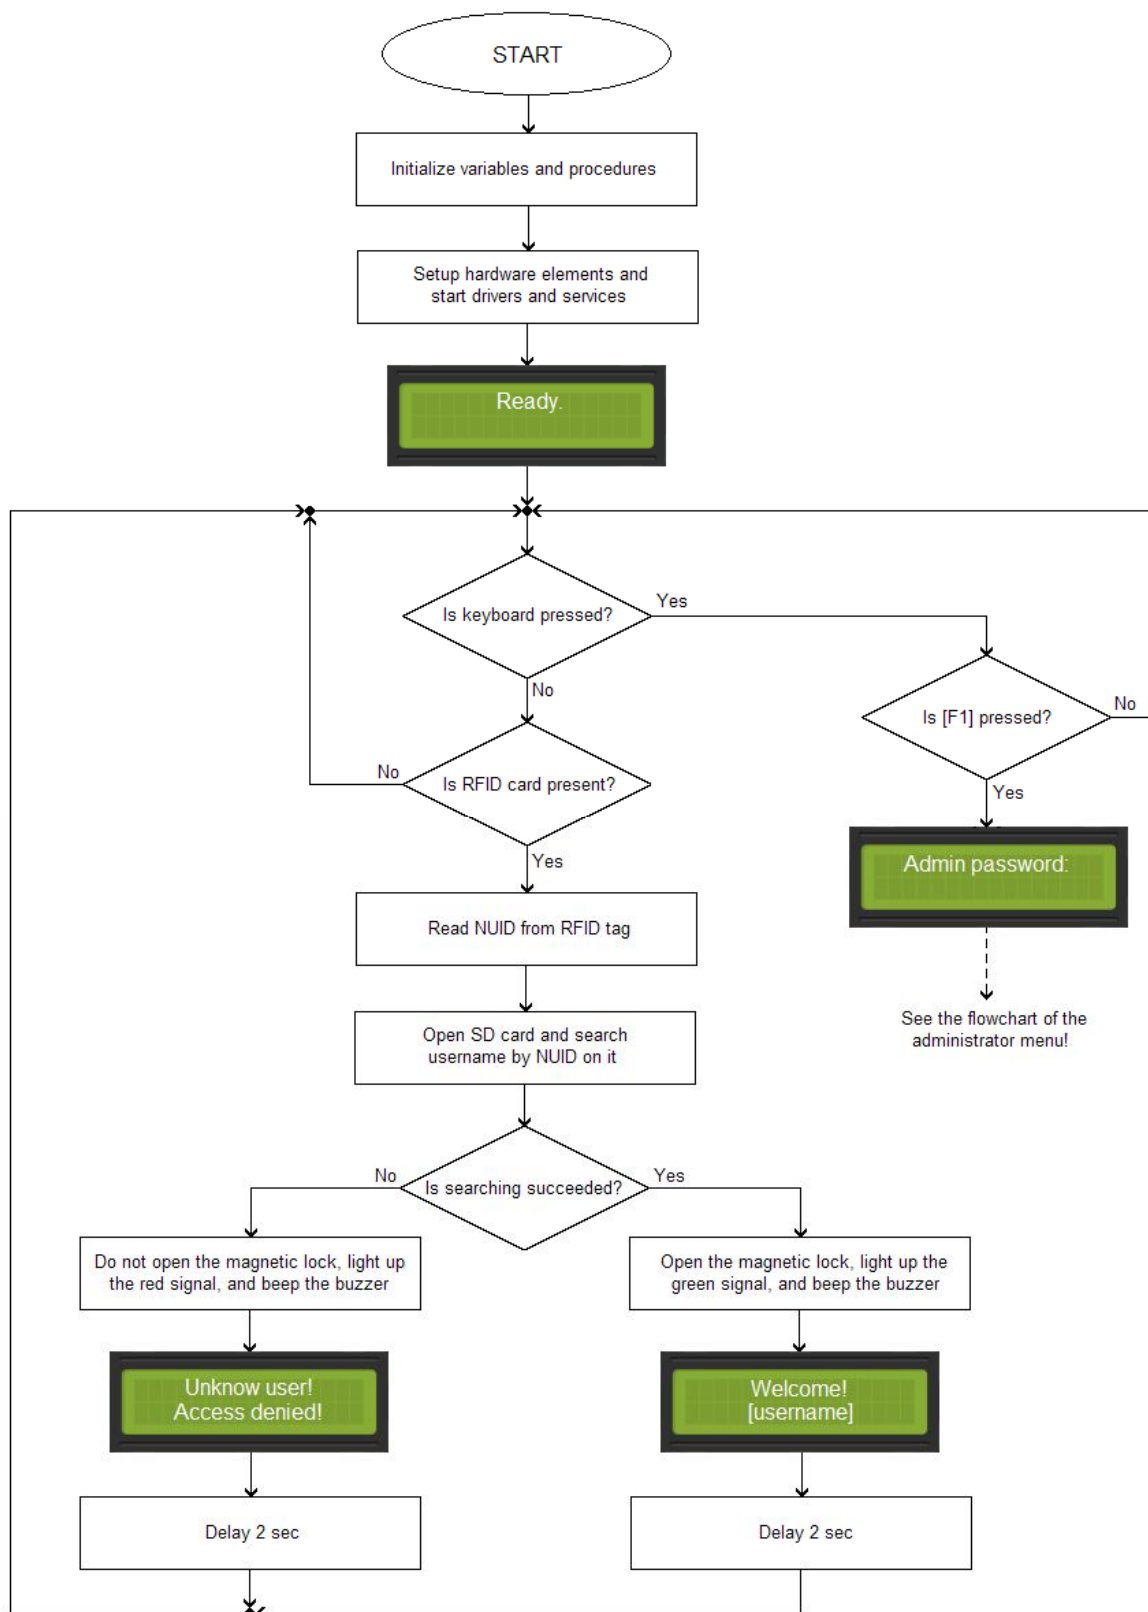 START
Initialize variables and procedures
Setup hardware elements and
start drivers and services
Ready.
Is keyboard pressed?
Yes
No
Is [F1] pressed?
No
Yes
Is RFID card present?
No
Yes
Admin password:
See the flowchart of the
administrator menu!
Read NUID from RFID tag
Open SD card and search
username by NUID on it
Is searching succeeded?
No
Yes
Do not open the magnetic lock, light up
the red signal, and beep the buzzer
Open the magnetic lock, light up the
green signal, and beep the buzzer
Unknow user!
Access denied!
Welcome!
[username]
Delay 2 sec
Delay 2 sec